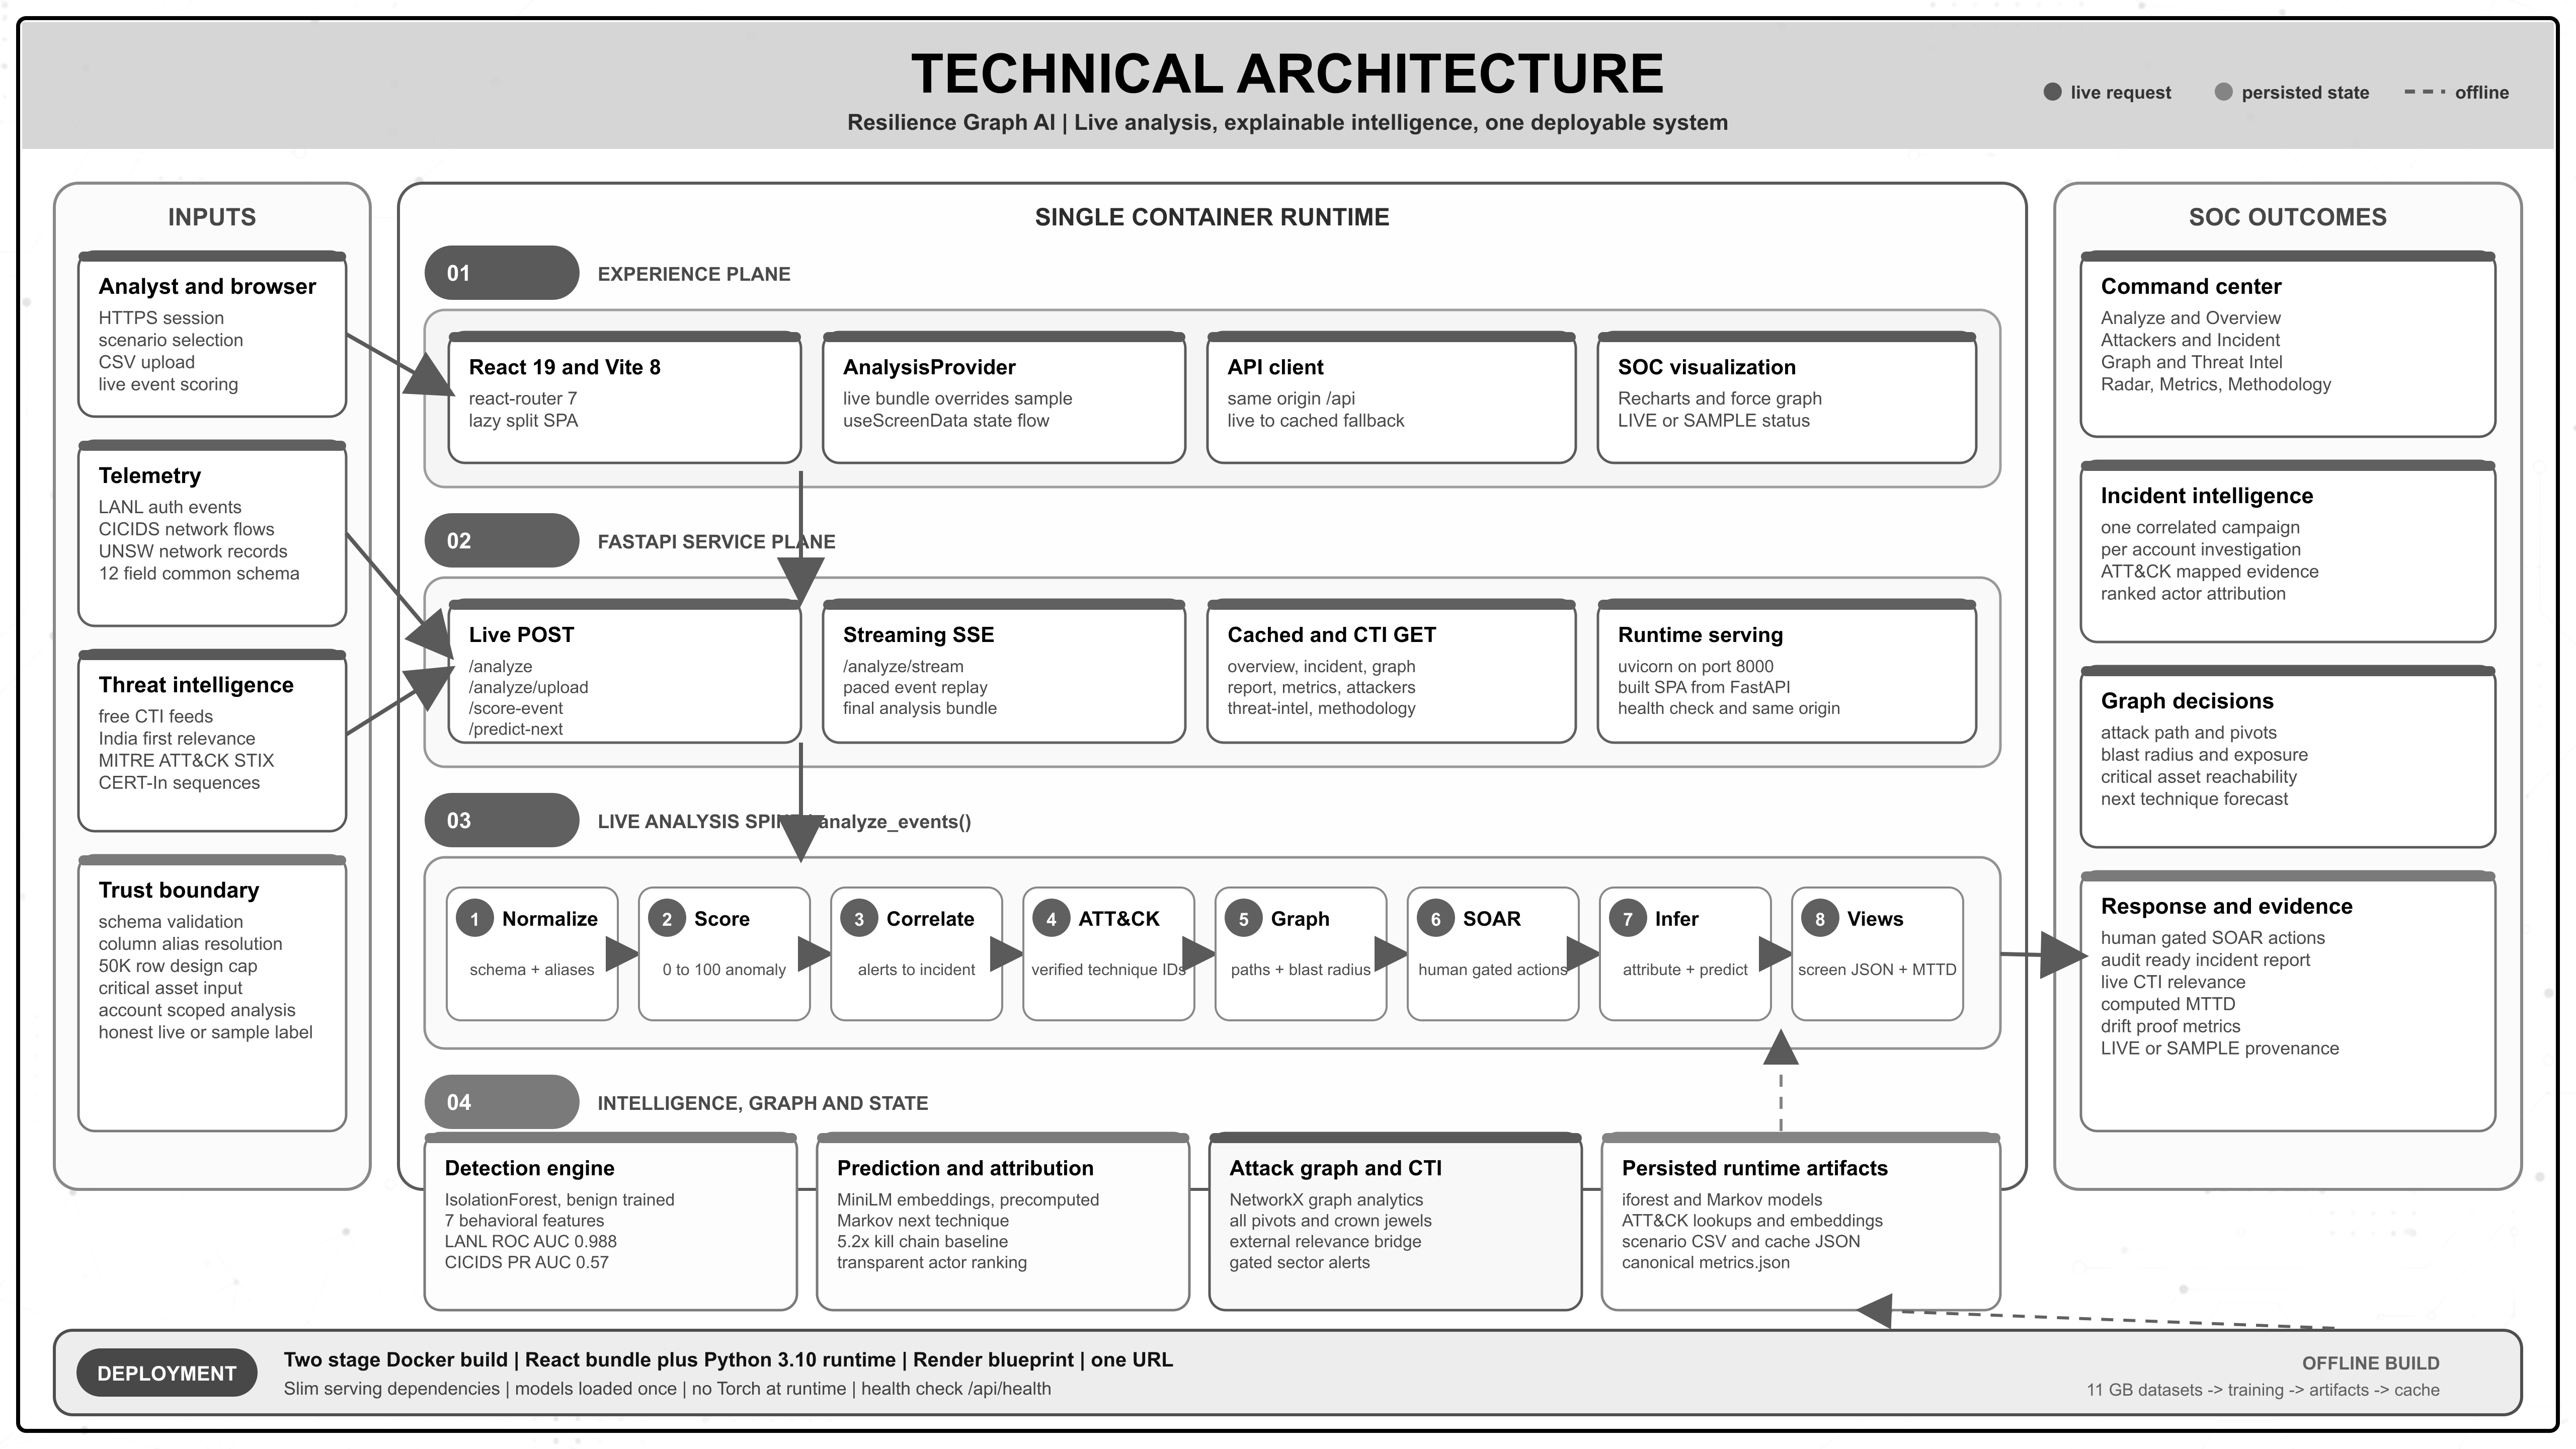 TECHNICAL ARCHITECTURE
Resilience Graph AI | Live analysis, explainable intelligence, one deployable system
live request
persisted state
offline
INPUTS
Analyst and browser
HTTPS session
scenario selection
CSV upload
live event scoring
Telemetry
LANL auth events
CICIDS network flows
UNSW network records
12 field common schema
Threat intelligence
free CTI feeds
India first relevance
MITRE ATT&CK STIX
CERT-In sequences
Trust boundary
schema validation
column alias resolution
50K row design cap
critical asset input
account scoped analysis
honest live or sample label
SINGLE CONTAINER RUNTIME
01
EXPERIENCE PLANE
React 19 and Vite 8
react-router 7
lazy split SPA
AnalysisProvider
live bundle overrides sample
useScreenData state flow
API client
same origin /api
live to cached fallback
SOC visualization
Recharts and force graph
LIVE or SAMPLE status
02
FASTAPI SERVICE PLANE
Live POST
/analyze
/analyze/upload
/score-event
/predict-next
Streaming SSE
/analyze/stream
paced event replay
final analysis bundle
Cached and CTI GET
overview, incident, graph
report, metrics, attackers
threat-intel, methodology
Runtime serving
uvicorn on port 8000
built SPA from FastAPI
health check and same origin
03
LIVE ANALYSIS analyze_events()
1 Normalize
schema + aliases
2 Score
0 to 100 anomaly
3 Correlate
alerts to incident
4 ATT&CK
verified technique IDs
5 Graph
paths + blast radius
6 SOAR
human gated actions
7 Infer
attribute + predict
8 Views
screen JSON + MTTD
04
INTELLIGENCE, GRAPH AND STATE
Detection engine
IsolationForest, benign trained
7 behavioral features
LANL ROC AUC 0.988
CICIDS PR AUC 0.57
Prediction and attribution
MiniLM embeddings, precomputed
Markov next technique
5.2x kill chain baseline
transparent actor ranking
Attack graph and CTI
NetworkX graph analytics
all pivots and crown jewels
external relevance bridge
gated sector alerts
Persisted runtime artifacts
iforest and Markov models
ATT&CK lookups and embeddings
scenario CSV and cache JSON
canonical metrics.json
SOC OUTCOMES
Command center
Analyze and Overview
Attackers and Incident
Graph and Threat Intel
Radar, Metrics, Methodology
Incident intelligence
one correlated campaign
per account investigation
ATT&CK mapped evidence
ranked actor attribution
Graph decisions
attack path and pivots
blast radius and exposure
critical asset reachability
next technique forecast
Response and evidence
human gated SOAR actions
audit ready incident report
live CTI relevance
computed MTTD
drift proof metrics
LIVE or SAMPLE provenance
DEPLOYMENT
Two stage Docker build | React bundle plus Python 3.10 runtime | Render blueprint | one URL
Slim serving dependencies | models loaded once | no Torch at runtime | health check /api/health
OFFLINE BUILD
11 GB datasets -> training -> artifacts -> cache